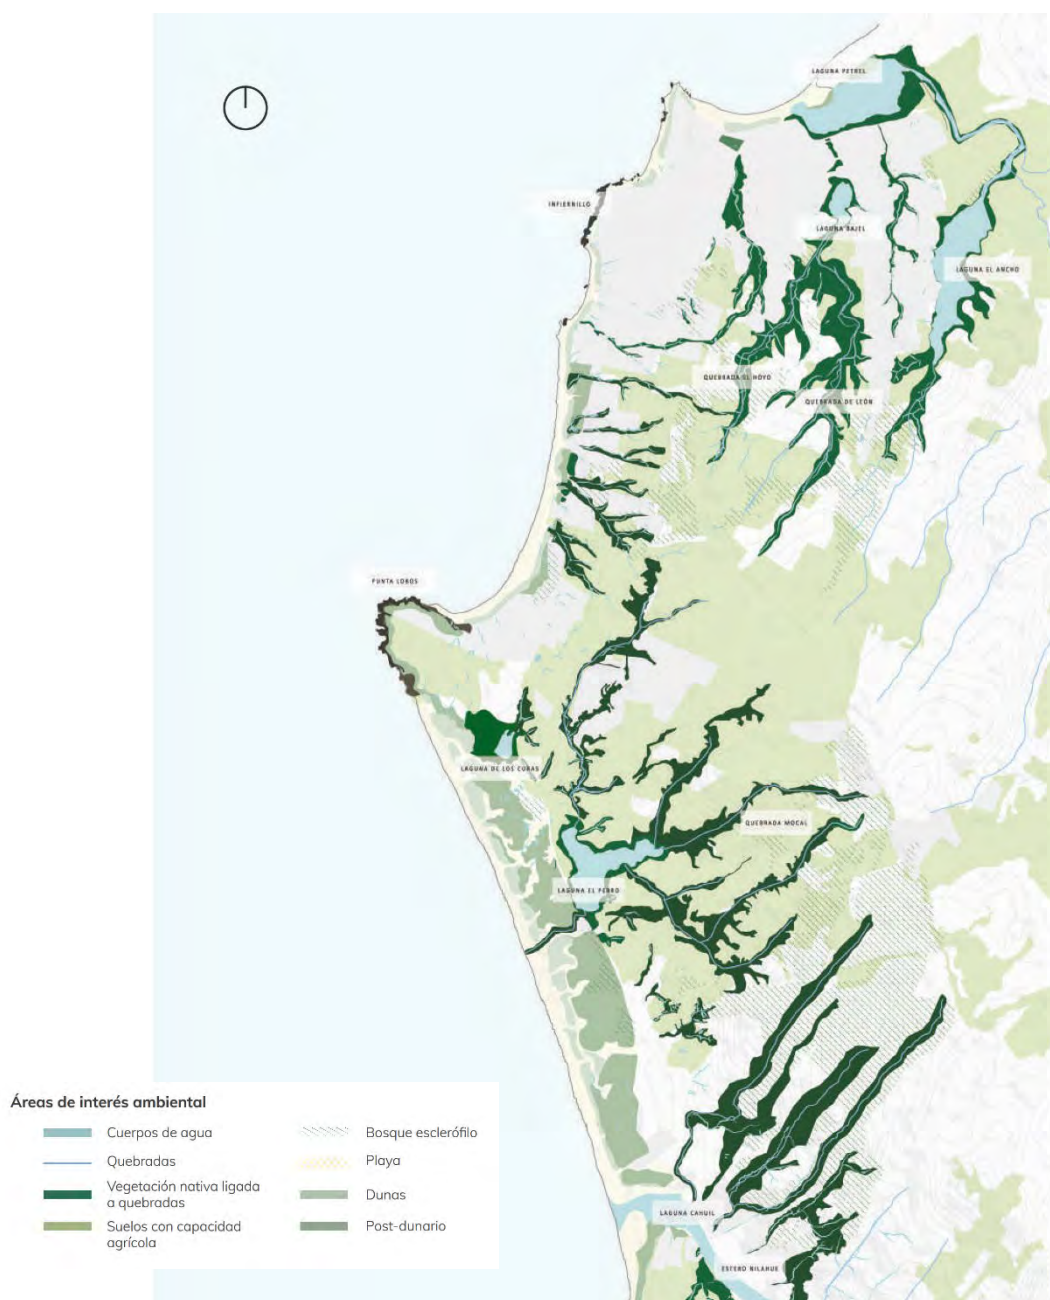 LAGUNA PETREL
INFIERNILLO
LAGUNA BAJEL
LAGUNA EL ANCHO
QUEBRADA EL HOYO
QUEBRADA DE LEÓN
PUNTA LOBOS
LAGUNA DE LOS CURAS
QUEBRADA MOCAL
LAGUNA EL PERRO
LAGUNA CAHUIL
ESTERO NILAHUE
Áreas de interés ambiental
Cuerpos de agua
Quebradas
Vegetación nativa ligada
a quebradas
Suelos con capacidad
agrícola
Bosque esclerófilo
Playa
Dunas
Post-dunario